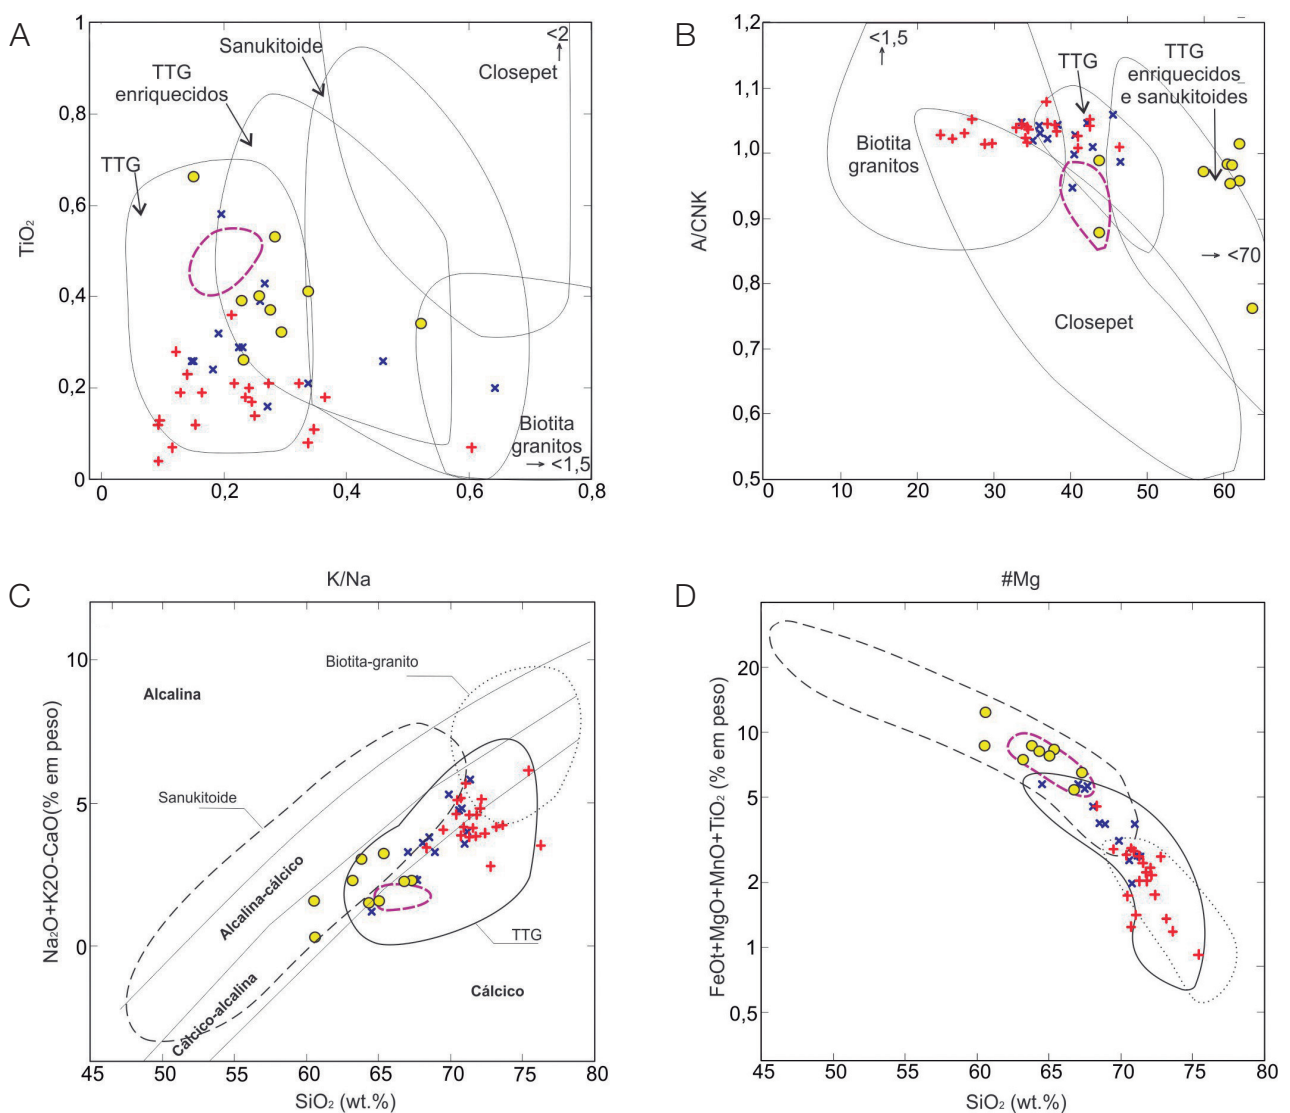 A
1
0,8
0,6
0,4
0,2
0
TiO₂
0
0,2
0,4
0,6
0,8
K/Na
Sanukitoide
TTG
enriquecidos
TTG
<2
Closepet
Biotita
granitos
→ <1,5
B
1,2
1,1
1,0
0,9
0,8
0,7
0,6
0,5
A/CNK
0
10
20
30
40
50
60
#Mg
<1,5
TTG
TTG
enriquecidos
e sanukitoides
Biotita
granitos
→ <70
Closepet
C
10
5
0
Na₂O+K2O-CaO(% em peso)
45
50
55
60
65
70
75
80
SiO₂ (wt.%)
Biotita-granito
Alcalina
Sanukitoide
Alcalina-cálcico
TTG
Cálcico
Cálcico-alcalina
D
20
10
5
2
1
0,5
FeOt+MgO+MnO+TiO₂ (% em peso)
45
50
55
60
65
70
75
80
SiO₂ (wt.%)